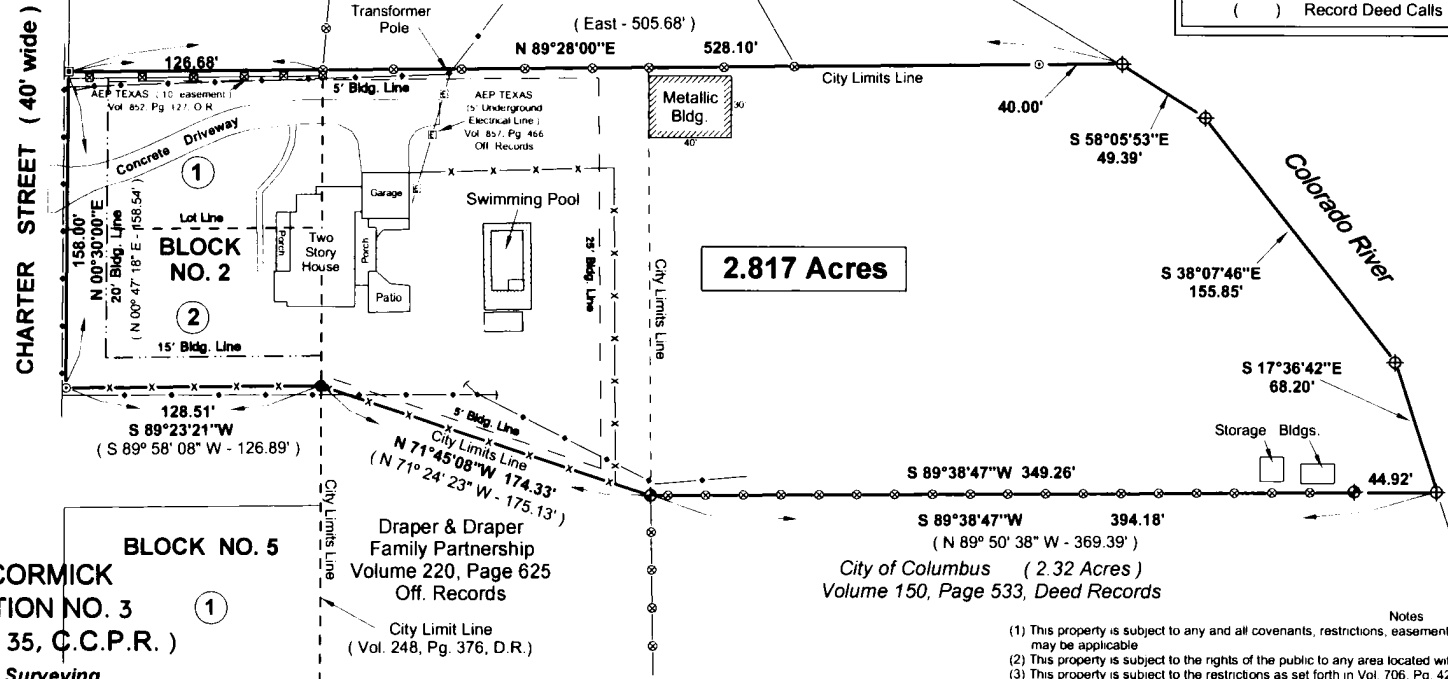 ( ) Record Deed Calls
CHARTER STREET ( 40' wide )
Transformer
Pole
( East - 505.68' )
N 89°28'00"E 528.10'
126.68'
5' Bldg. Line
City Limits Line
40.00'
AEP TEXAS ( 10' easement )
Vol. 852, Pg. 127, O.R.
AEP TEXAS
(5' Underground
Electrical Line )
Vol. 857, Pg. 466
Off. Records
Metallic
Bldg.
30'
40'
S 58°05'53"E
49.39'
Concrete Driveway
1
Garage
Swimming Pool
Colorado River
Lot Line
158.00'
N 00°30'00"E
20' Bldg. Line
( N 00° 47' 18" E - 158.54' )
BLOCK
NO. 2
Porch
Two
Story
House
Porch
Patio
25' Bldg. Line
City Limits Line
2.817 Acres
S 38°07'46"E
155.85'
2
15' Bldg. Line
S 17°36'42"E
68.20'
128.51'
S 89°23'21"W
( S 89° 58' 08" W - 126.89' )
5' Bldg. Line
City Limits Line
N 71°45'08"W 174.33'
( N 71° 24' 23" W - 175.13' )
Storage Bldgs.
S 89°38'47"W 349.26'
44.92'
S 89°38'47"W 394.18'
( N 89° 50' 38" W - 369.39' )
City Limits Line
BLOCK NO. 5
Draper & Draper
Family Partnership
Volume 220, Page 625
Off. Records
City of Columbus ( 2.32 Acres )
Volume 150, Page 533, Deed Records
CORMICK
TION NO. 3
35, C.C.P.R. )
1
City Limit Line
( Vol. 248, Pg. 376, D.R.)
Surveying
Notes
(1) This property is subject to any and all covenants, restrictions, easement
may be applicable
(2) This property is subject to the rights of the public to any area located wi
(3) This property is subject to the restrictions as set forth in Vol. 706, Pg. 42